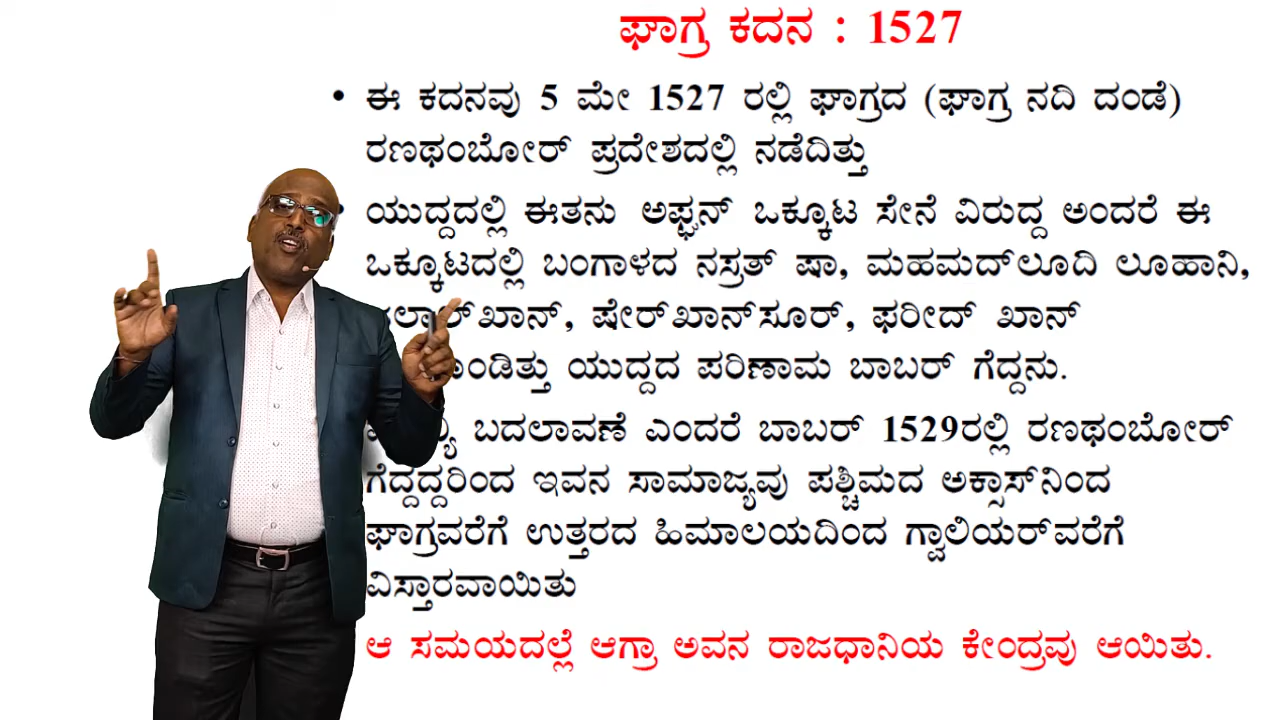 ಘಾಗ್ರ ಕದನ : 1527
• ಈ ಕದನವು 5 ಮೇ 1527 ರಲ್ಲಿ ಘಾಗ್ರದ (ಘಾಗ್ರ ನದಿ ದಂಡೆ)
ರಣಥಂಬೋರ್ ಪ್ರದೇಶದಲ್ಲಿ ನಡೆದಿತ್ತು
ಯುದ್ದದಲ್ಲಿ ಈತನು ಅಫ್ಘನ್ ಒಕ್ಕೂಟ ಸೇನೆ ವಿರುದ್ದ ಅಂದರೆ ಈ
ಒಕ್ಕೂಟದಲ್ಲಿ ಬಂಗಾಳದ ನಸ್ರತ್ ಷಾ, ಮಹಮದ್‌ಲೂದಿ ಲೂಹಾನಿ,
ಷೇರ್‌ಖಾನ್‌ಸೂರ್, ಫರೀದ್ ಖಾನ್
ಯುದ್ದದ ಪರಿಣಾಮ ಬಾಬರ್ ಗೆದ್ದನು.
ಬದಲಾವಣೆ ಎಂದರೆ ಬಾಬರ್ 1529ರಲ್ಲಿ ರಣಥಂಬೋರ್
ಗೆದ್ದದ್ದರಿಂದ ಇವನ ಸಾಮಾಜ್ಯವು ಪಶ್ಚಿಮದ ಅಕ್ಸಾಸ್‌ನಿಂದ
ಘಾಗ್ರವರೆಗೆ ಉತ್ತರದ ಹಿಮಾಲಯದಿಂದ ಗ್ವಾಲಿಯರ್‌ವರೆಗೆ
ವಿಸ್ತಾರವಾಯಿತು
ಆ ಸಮಯದಲ್ಲೆ ಆಗ್ರಾ ಅವನ ರಾಜಧಾನಿಯ ಕೇಂದ್ರವು ಆಯಿತು.